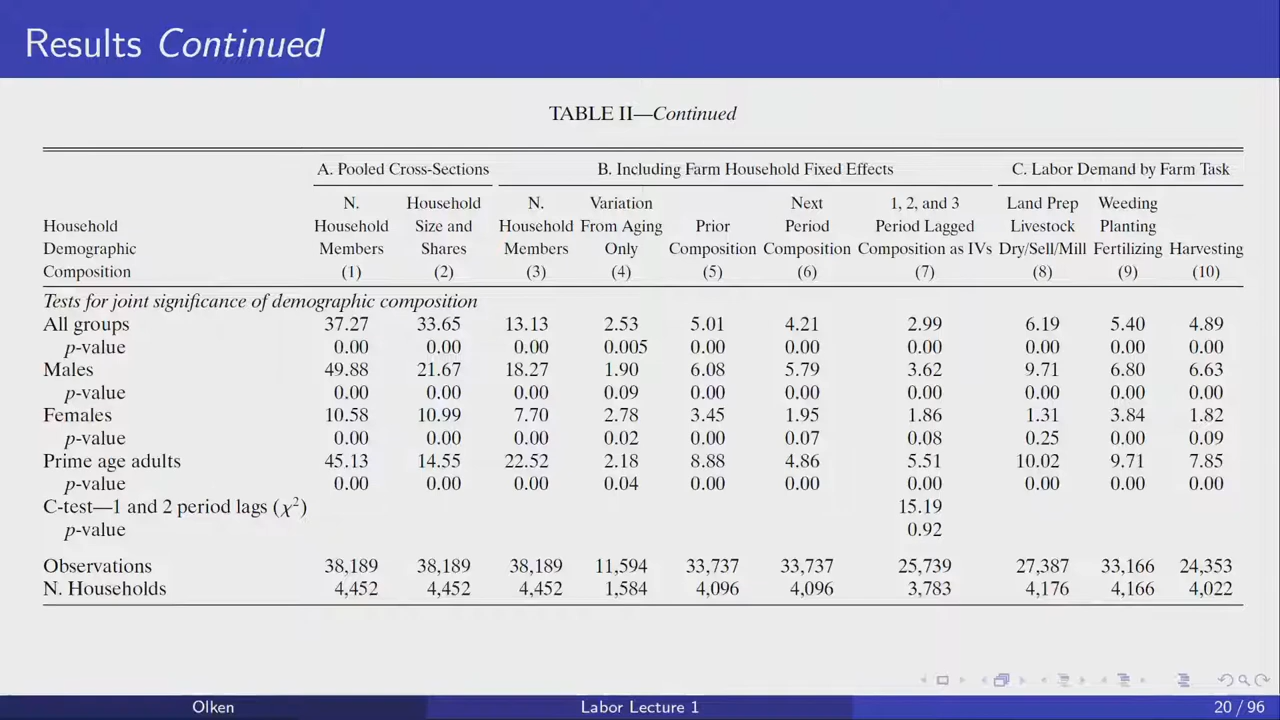 Results Continued
TABLE II—Continued
A. Pooled Cross-Sections B. Including Farm Household Fixed Effects C. Labor Demand by Farm Task
N. Household N. Variation Next 1, 2, and 3 Land Prep Weeding
Household Household Size and Household From Aging Prior Period Period Lagged Livestock Planting
Demographic Members Shares Members Only Composition Composition Composition as IVs Dry/Sell/Mill Fertilizing Harvesting
Composition (1) (2) (3) (4) (5) (6) (7) (8) (9) (10)
Tests for joint significance of demographic composition
All groups 37.27 33.65 13.13 2.53 5.01 4.21 2.99 6.19 5.40 4.89
p-value 0.00 0.00 0.00 0.005 0.00 0.00 0.00 0.00 0.00 0.00
Males 49.88 21.67 18.27 1.90 6.08 5.79 3.62 9.71 6.80 6.63
p-value 0.00 0.00 0.00 0.09 0.00 0.00 0.00 0.00 0.00 0.00
Females 10.58 10.99 7.70 2.78 3.45 1.95 1.86 1.31 3.84 1.82
p-value 0.00 0.00 0.00 0.02 0.00 0.07 0.08 0.25 0.00 0.09
Prime age adults 45.13 14.55 22.52 2.18 8.88 4.86 5.51 10.02 9.71 7.85
p-value 0.00 0.00 0.00 0.04 0.00 0.00 0.00 0.00 0.00 0.00
C-test—1 and 2 period lags (χ²) 15.19
p-value 0.92
Observations 38,189 38,189 38,189 11,594 33,737 33,737 25,739 27,387 33,166 24,353
N. Households 4,452 4,452 4,452 1,584 4,096 4,096 3,783 4,176 4,166 4,022
Olken Labor Lecture 1 20 / 96